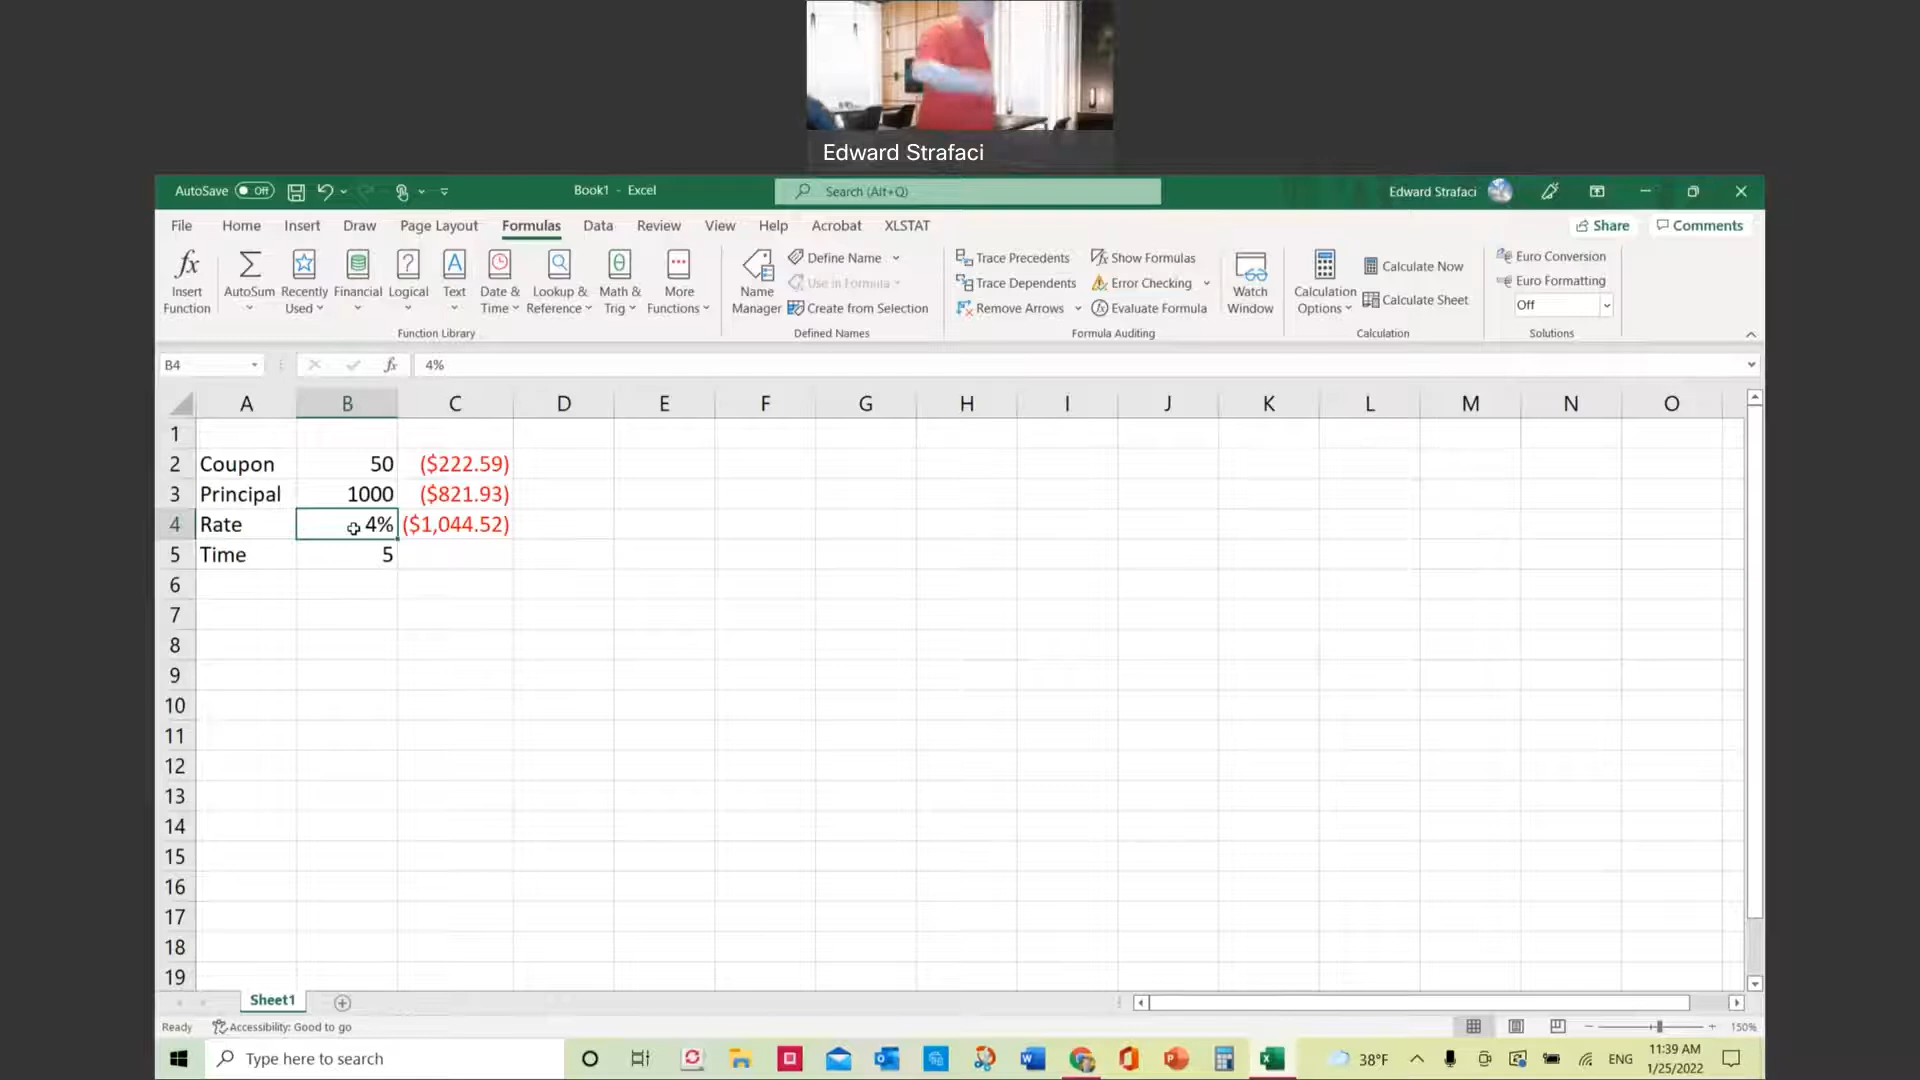 Edward Strafaci
AutoSave Off Book1 - Excel Search (Alt+Q) Edward Strafaci
File Home Insert Draw Page Layout Formulas Data Review View Help Acrobat XLSTAT Share Comments
Insert Function AutoSum Recently Used Financial Logical Text Date & Time Lookup & Reference Math & Trig More Functions
Function Library
Name Manager
Define Name
Use in Formula
Create from Selection
Defined Names
Trace Precedents
Trace Dependents
Remove Arrows
Show Formulas
Error Checking
Evaluate Formula
Formula Auditing
Watch Window
Calculation Options
Calculate Now
Calculate Sheet
Calculation
Euro Conversion
Euro Formatting
Off
Solutions
B4 fx 4%
A B C D E F G H I J K L M N O
1
2 Coupon 50 ($222.59)
3 Principal 1000 ($821.93)
4 Rate 4% ($1,044.52)
5 Time 5
6
7
8
9
10
11
12
13
14
15
16
17
18
19
Sheet1
Ready Accessibility: Good to go 150%
Type here to search 38°F ENG 11:39 AM
1/25/2022